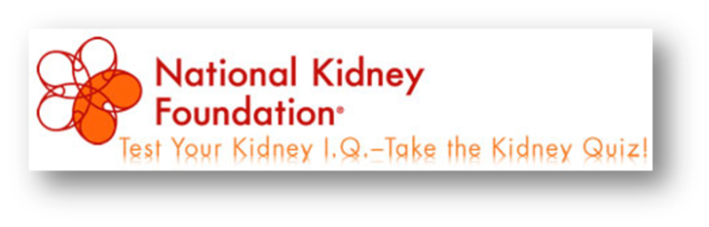 National Kidney
Foundation®
Test Your Kidney I.Q.–Take the Kidney Quiz!